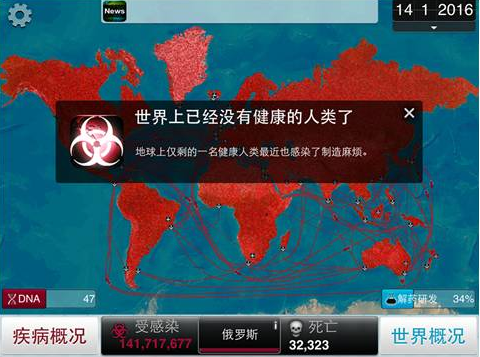 News
14 1 2016
世界上已经没有健康的人类了
地球上仅剩的一名健康人类最近也感染了制造麻烦。
DNA 47
解药研发 34%
疾病概况
受感染
141,717,677
俄罗斯
i
死亡
32,323
世界概况